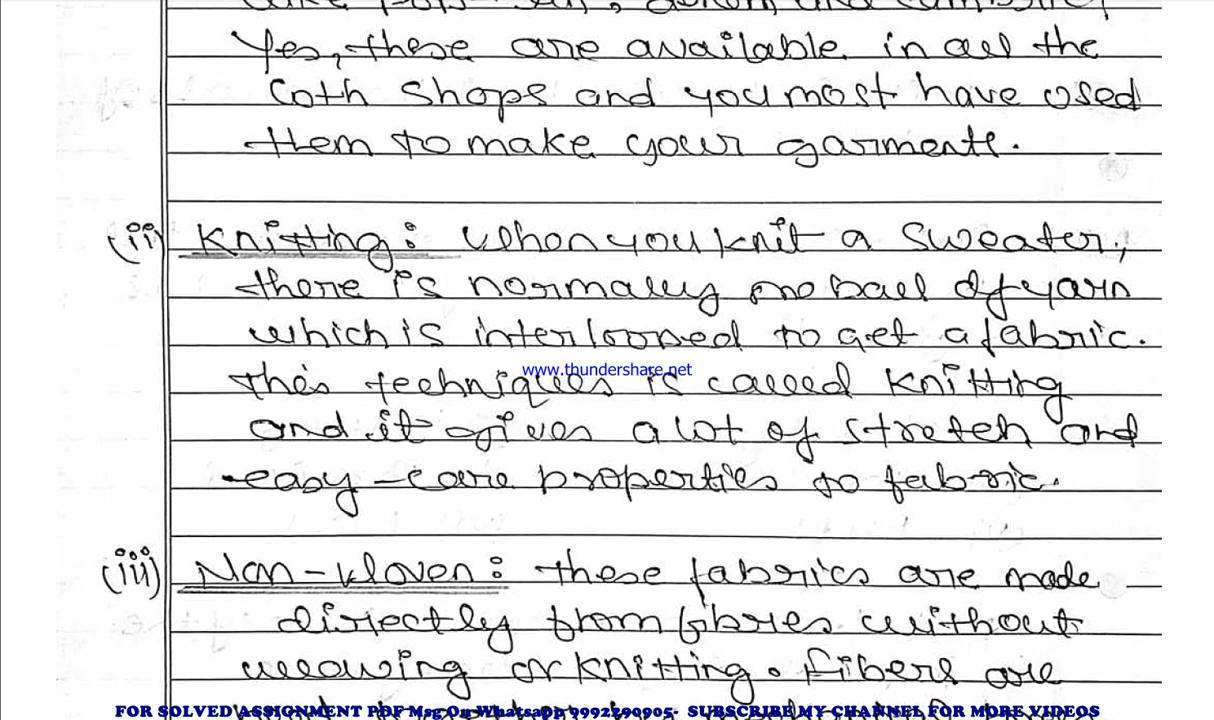 Yes, these are available in all the
Coth Shops and you most have used
them to make your garments.
(ii) Knitting: When you knit a sweater,
there is normally one ball of yarn
which is interlooped to get a fabric.
www.thundershare.net
this techniques is called knitting
and it gives a lot of stretch and
easy-care properties to fabric.
(iii) Non-Woven: These fabrics are made
directly from fibres without
weaving or knitting. Fibers are
FOR SOLVED ASSIGNMENT PDF Msg On Whatsapp 9992590905- SUBSCRIBE MY CHANNEL FOR MORE VIDEOS